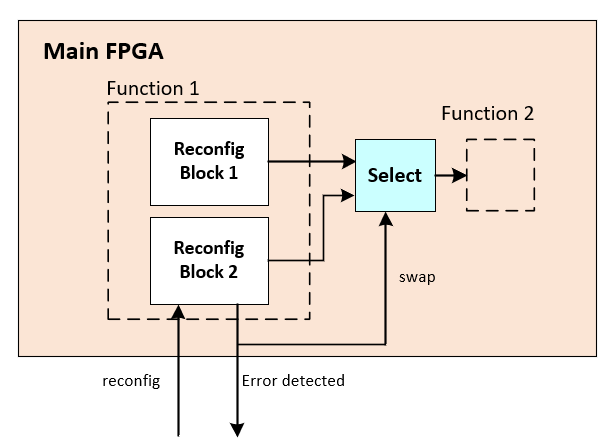 Main FPGA
Function 1
Reconfig
Block 1
Reconfig
Block 2
Select
Function 2
swap
reconfig
Error detected